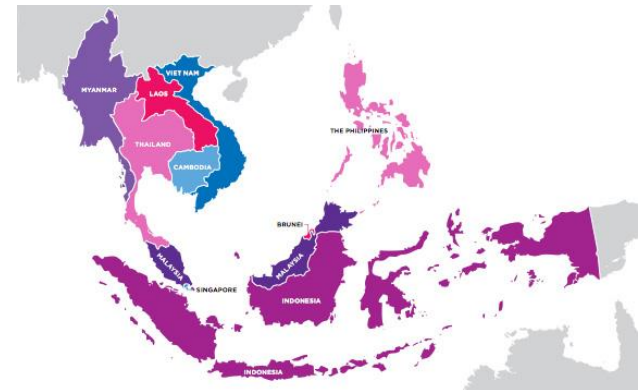 VIET NAM
MYANMAR
LAOS
THE PHILIPPINES
THAILAND
CAMBODIA
BRUNEI
MALAYSIA
MALAYSIA
SINGAPORE
INDONESIA
INDONESIA